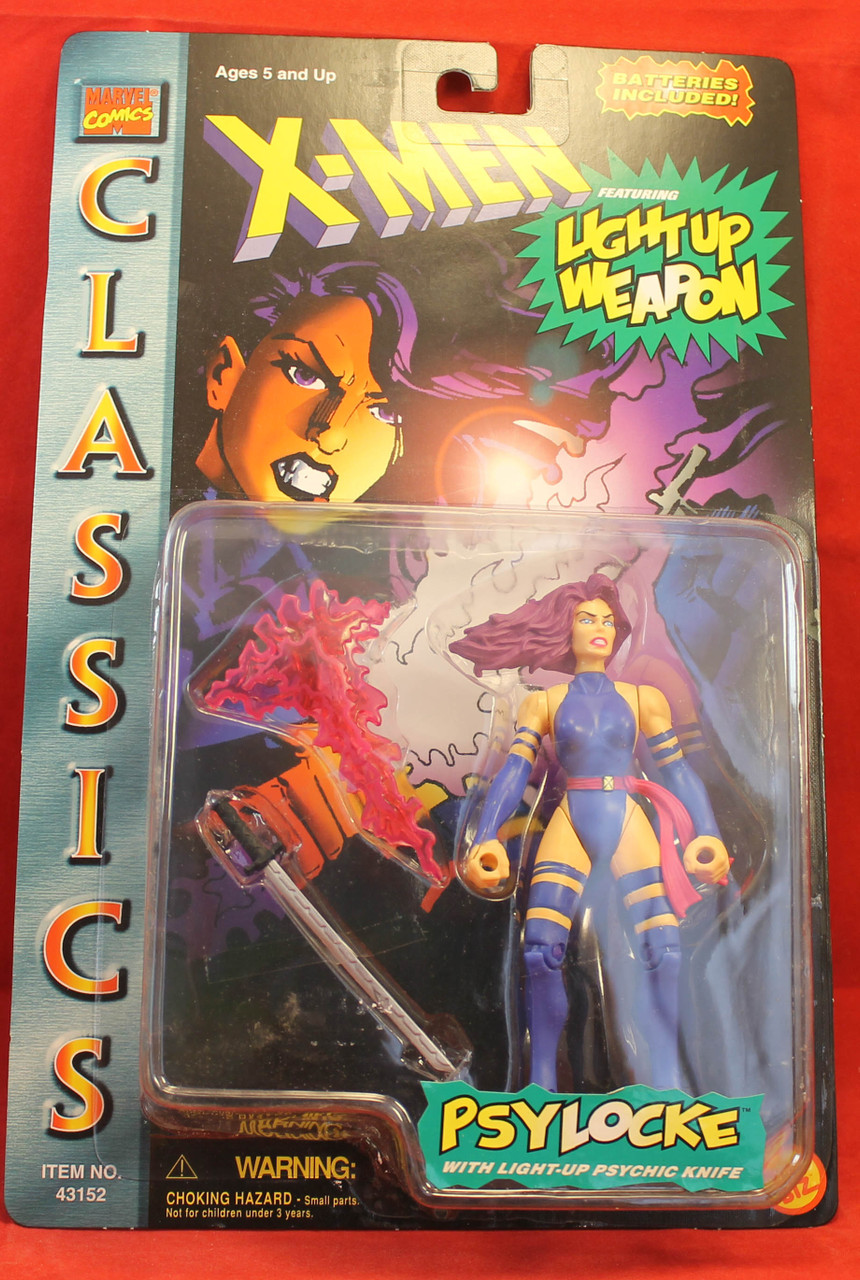 Ages 5 and Up
BATTERIES
INCLUDED!
MARVEL®
COMICS
M
CLASSICS
X-MEN
FEATURING
LIGHT UP
WEAPON
PSYLOCKE™
WITH LIGHT-UP PSYCHIC KNIFE
ITEM NO.
43152
WARNING:
CHOKING HAZARD - Small parts.
Not for children under 3 years.